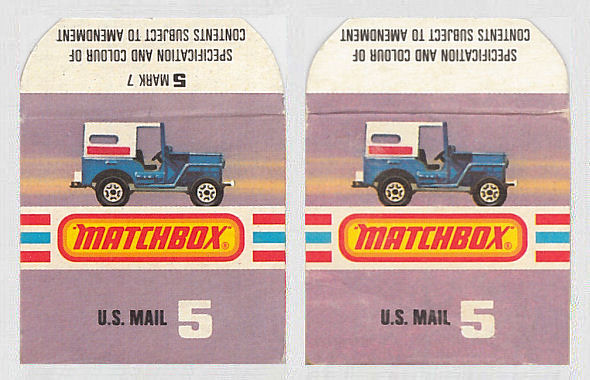 CONTENTS SUBJECT TO AMENDMENT
SPECIFICATION AND COLOUR OF
5 MARK 7
"MATCHBOX"®
U.S. MAIL 5
CONTENTS SUBJECT TO AMENDMENT
SPECIFICATION AND COLOUR OF
"MATCHBOX"®
U.S. MAIL 5